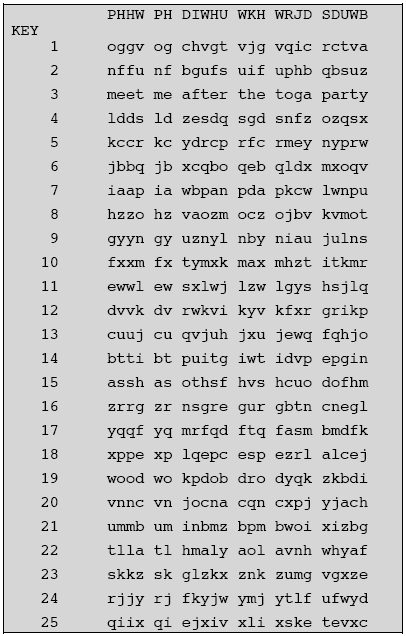 PHHW PH DIWHU WKH WRJD SDUWB
KEY
1 oggv og chvgt vjg vqic rctva
2 nffu nf bgufs uif uphb qbsuz
3 meet me after the toga party
4 ldds ld zesdq sgd snfz ozqsx
5 kccr kc ydrcp rfc rmey nyprw
6 jbbq jb xcqbo qeb qldx mxoqv
7 iaap ia wbpan pda pkcw lwnpu
8 hzzo hz vaozm ocz ojbv kvmot
9 gyyn gy uznyl nby niau julns
10 fxxm fx tymxk max mhzt itkmr
11 ewwl ew sxlwj lzw lgys hsjlq
12 dvvk dv rwkvi kyv kfxr grikp
13 cuuj cu qvjuh jxu jewq fqhjo
14 btti bt puitg iwt idvp epgin
15 assh as othsf hvs hcuo dofhm
16 zrrg zr nsgre gur gbtn cnegl
17 yqqf yq mrfqd ftq fasm bmdfk
18 xppe xp lqepc esp ezrl alcej
19 wood wo kpdob dro dyqk zkbdi
20 vnnc vn jocna cqn cxpj yjach
21 ummb um inbmz bpm bwoi xizbg
22 tlla tl hmaly aol avnh whyaf
23 skkz sk glzkx znk zumg vgxze
24 rjjy rj fkyjw ymj ytlf ufwyd
25 qiix qi ejxiv xli xske tevxc